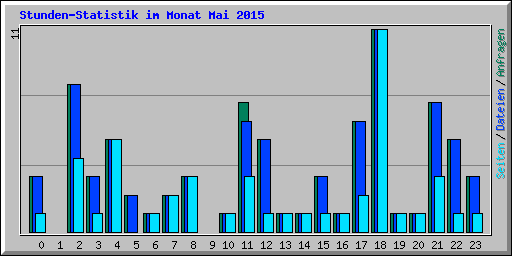 Stunden-Statistik im Monat Mai 2015
11
Seiten/Dateien/Anfragen
0 1 2 3 4 5 6 7 8 9 10 11 12 13 14 15 16 17 18 19 20 21 22 23